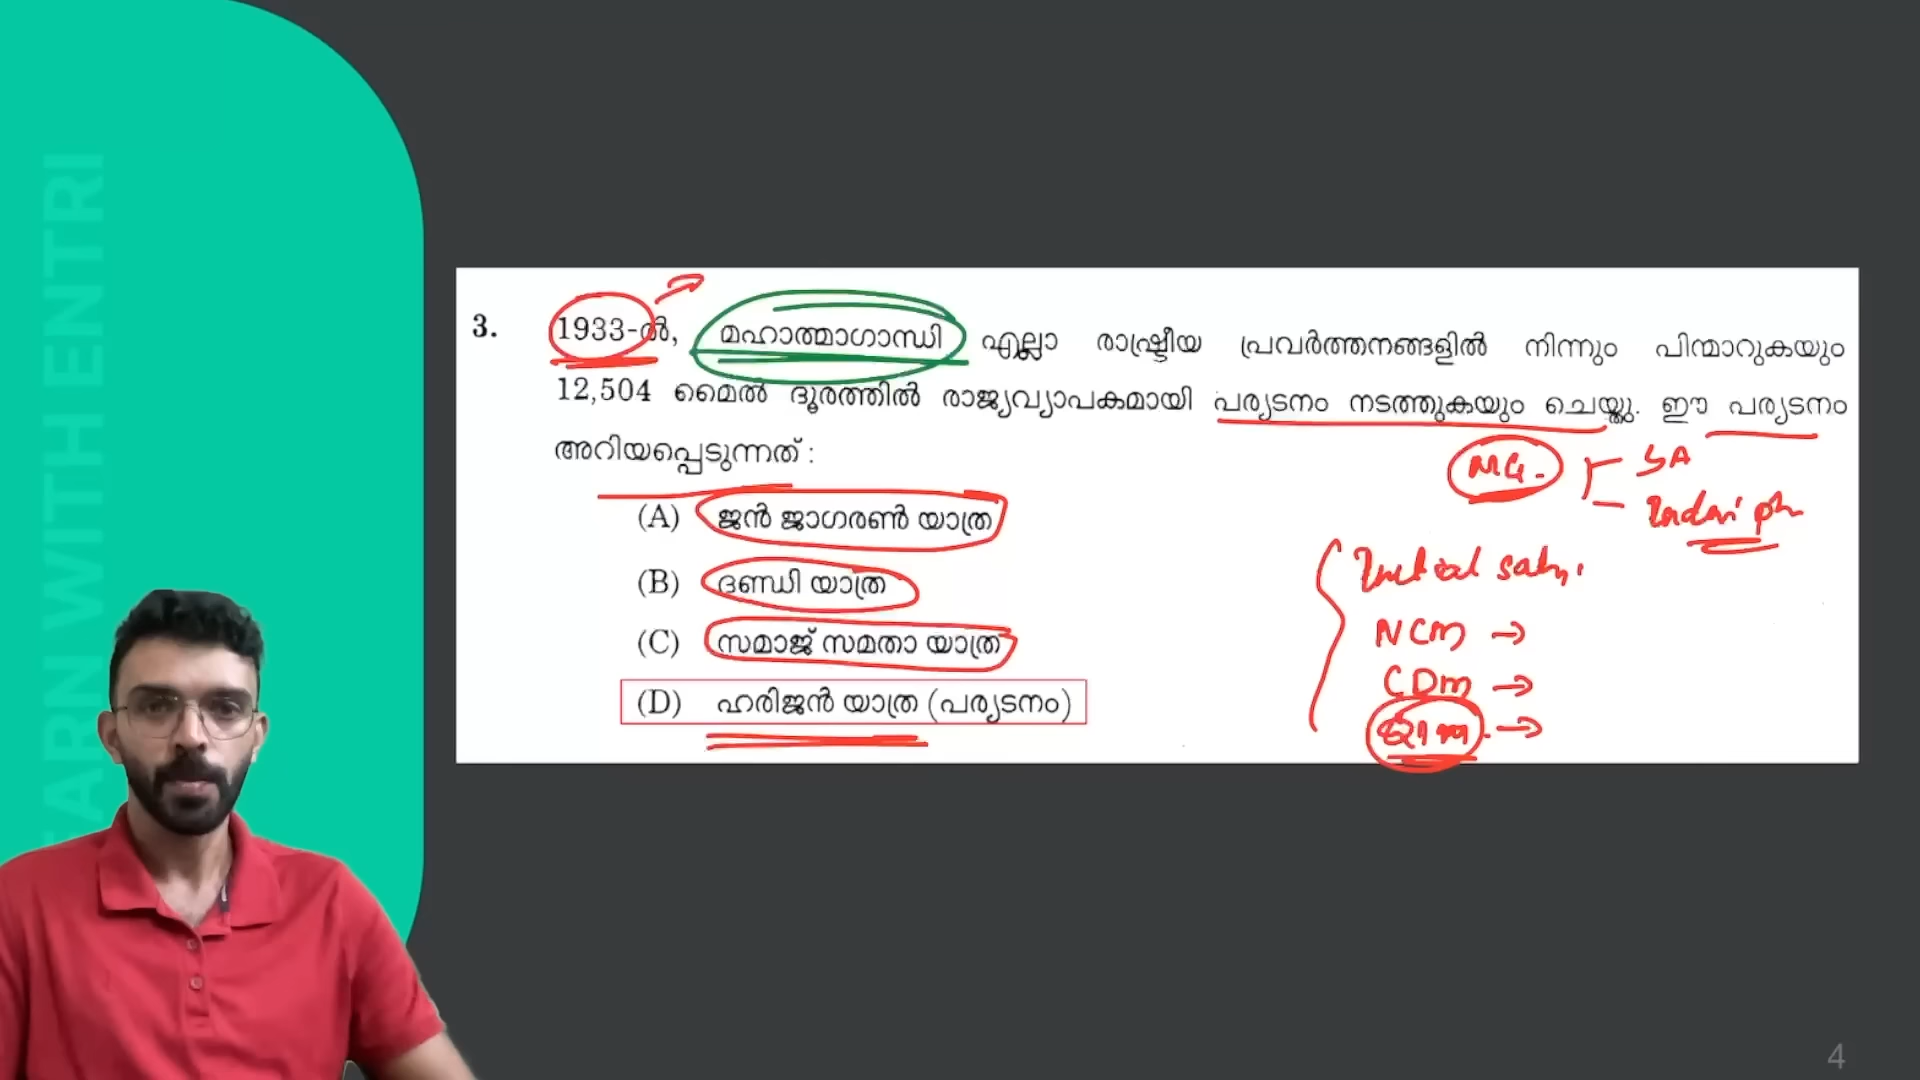 LEARN WITH ENTRI
3. 1933-ൽ, മഹാത്മാഗാന്ധി എല്ലാ രാഷ്ട്രീയ പ്രവർത്തനങ്ങളിൽ നിന്നും പിന്മാറുകയും
12,504 മൈൽ ദൂരത്തിൽ രാജ്യവ്യാപകമായി പര്യടനം നടത്തുകയും ചെയ്തു. ഈ പര്യടനം
അറിയപ്പെടുന്നത് :
MG. SA
(A) ജൻ ജാഗരൺ യാത്ര
(B) ദണ്ഡി യാത്ര
(C) സമാജ് സമതാ യാത്ര
(D) ഹരിജൻ യാത്ര (പര്യടനം)
NCM →
CDM →
4